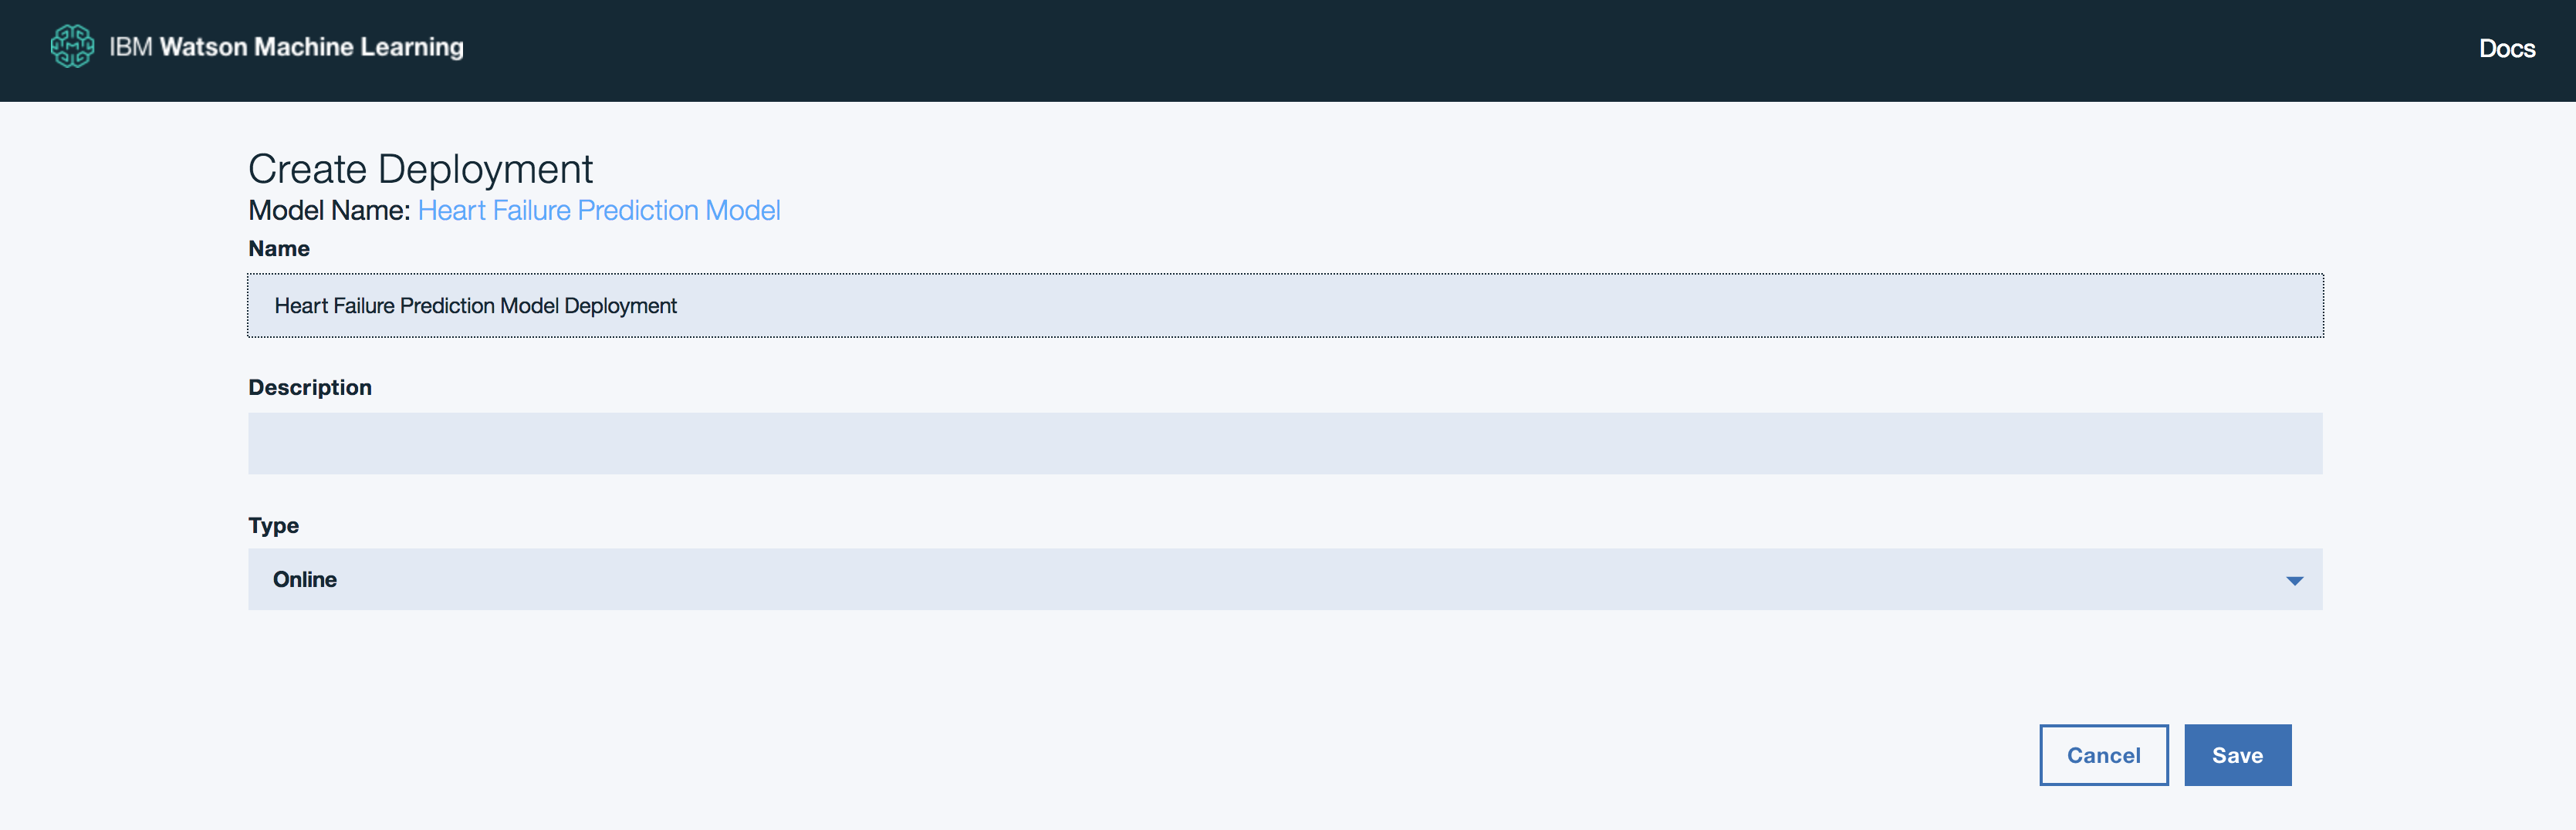 IBM Watson Machine Learning
Docs
Create Deployment
Model Name: Heart Failure Prediction Model
Name
Heart Failure Prediction Model Deployment
Description
Type
Online
Cancel
Save